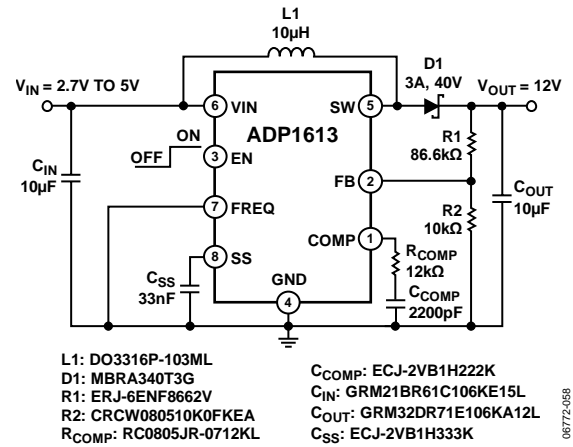 L1
10µH
D1
3A, 40V
VIN = 2.7V TO 5V
VOUT = 12V
6 VIN
SW 5
ADP1613
R1
86.6kΩ
ON
OFF
3 EN
FB 2
CIN
10µF
COUT
10µF
7 FREQ
R2
10kΩ
COMP 1
8 SS
RCOMP
12kΩ
CSS
33nF
GND
4
CCOMP
2200pF
L1: DO3316P-103ML
D1: MBRA340T3G
R1: ERJ-6ENF8662V
R2: CRCW080510K0FKEA
RCOMP: RC0805JR-0712KL
CCOMP: ECJ-2VB1H222K
CIN: GRM21BR61C106KE15L
COUT: GRM32DR71E106KA12L
CSS: ECJ-2VB1H333K
06772-058